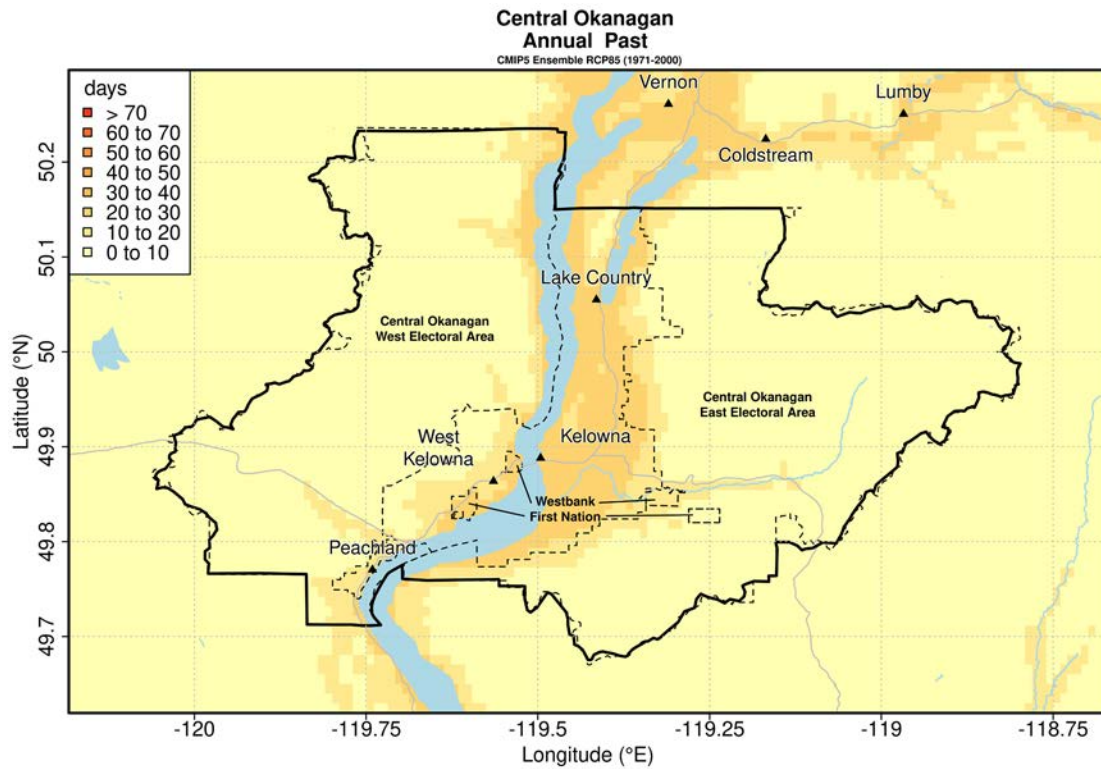 Central Okanagan
Annual Past
CMIP5 Ensemble RCP85 (1971-2000)
days
> 70
60 to 70
50 to 60
40 to 50
30 to 40
20 to 30
10 to 20
0 to 10
Vernon
Lumby
Coldstream
Lake Country
Central Okanagan
West Electoral Area
Central Okanagan
East Electoral Area
West
Kelowna
Kelowna
Westbank
First Nation
Peachland
50.2
50.1
50
49.9
49.8
49.7
Latitude (°N)
-120
-119.75
-119.5
-119.25
-119
-118.75
Longitude (°E)